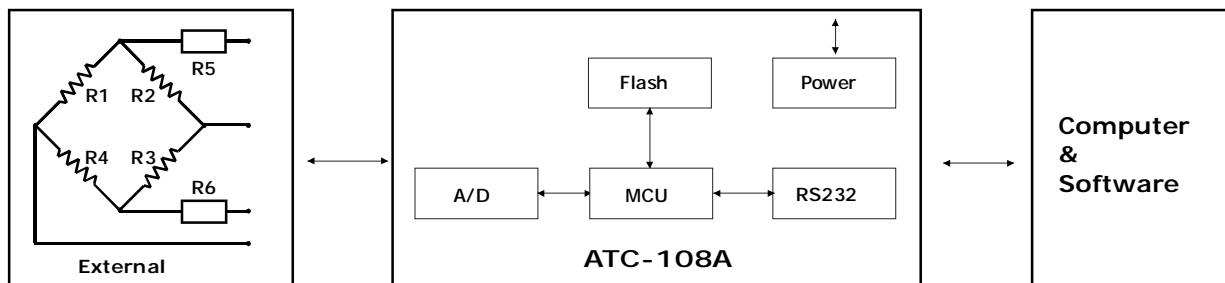 R5
R1
R2
R4
R3
R6
External
Flash
Power
A/D
MCU
RS232
ATC-108A
Computer
&
Software